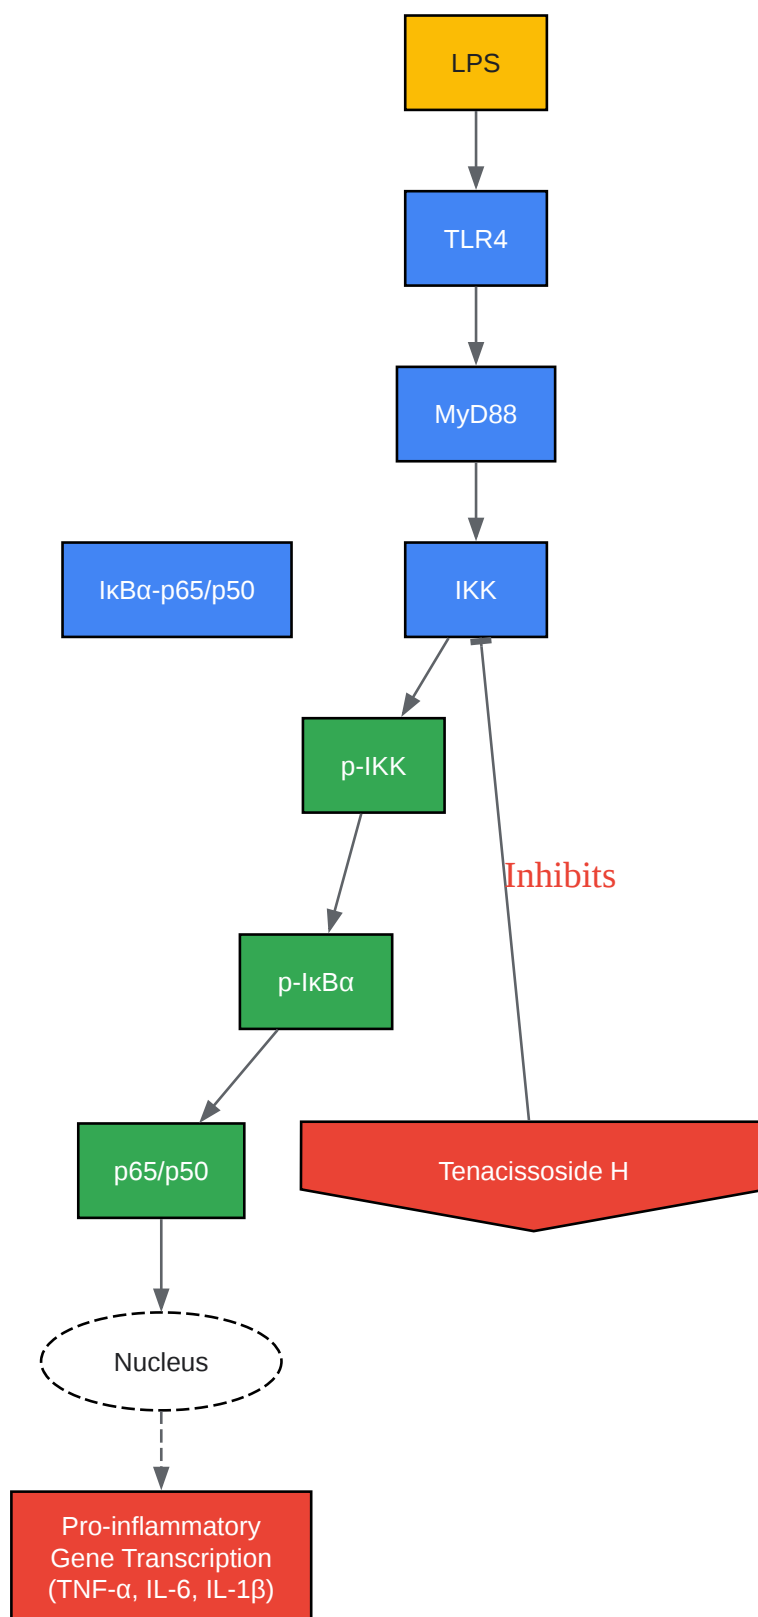 LPS
TLR4
MyD88
IκBα-p65/p50
IKK
p-IKK
Inhibits
p-IκBα
p65/p50
Tenacissoside H
Nucleus
Pro-inflammatory
Gene Transcription
(TNF-α, IL-6, IL-1β)